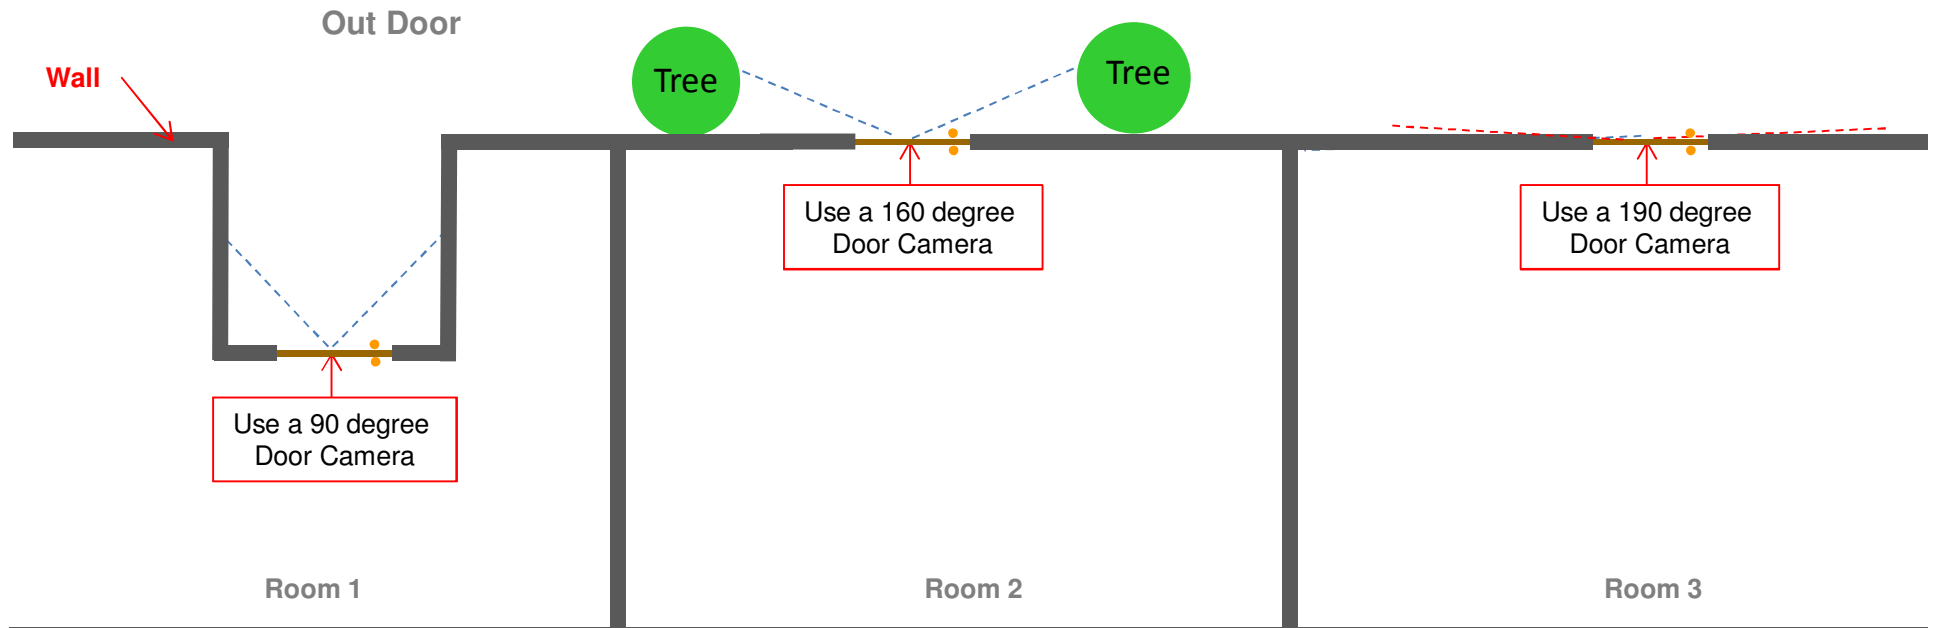 Out Door
Wall
Tree
Tree
Use a 160 degree
Door Camera
Use a 190 degree
Door Camera
Use a 90 degree
Door Camera
Room 1
Room 2
Room 3